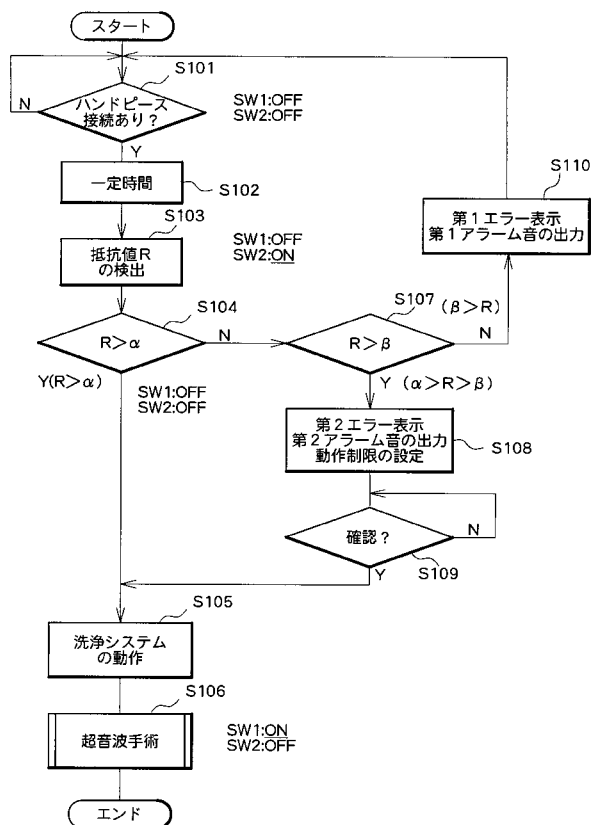 スタート
S101
ハンドピース
接続あり？
N
Y
SW1:OFF
SW2:OFF
一定時間
S102
S103
抵抗値R
の検出
SW1:OFF
SW2:ON
S104
R＞α
N
Y(R＞α)
SW1:OFF
SW2:OFF
S107
(β＞R)
R＞β
N
Y
(α＞R＞β)
S110
第1エラー表示
第1アラーム音の出力
第2エラー表示
第2アラーム音の出力
動作制限の設定
S108
確認？
N
Y
S109
S105
洗浄システム
の動作
S106
超音波手術
SW1:ON
SW2:OFF
エンド